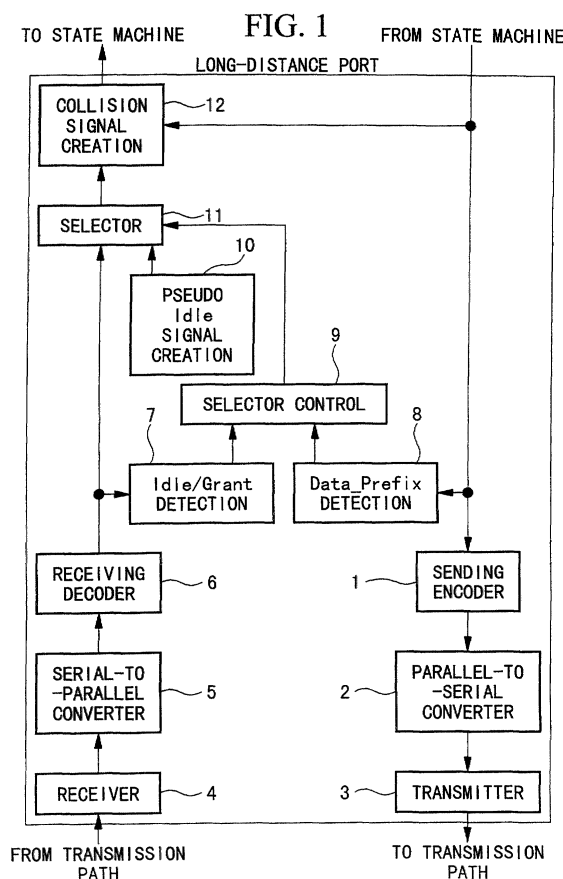 FIG. 1
TO STATE MACHINE
FROM STATE MACHINE
LONG-DISTANCE PORT
COLLISION
SIGNAL
CREATION
12
SELECTOR
11
10
PSEUDO
Idle
SIGNAL
CREATION
9
SELECTOR CONTROL
7
8
Idle/Grant
DETECTION
Data_Prefix
DETECTION
RECEIVING
DECODER
6
1
SENDING
ENCODER
SERIAL-TO
-PARALLEL
CONVERTER
5
2
PARALLEL-TO
-SERIAL
CONVERTER
RECEIVER
4
3
TRANSMITTER
FROM TRANSMISSION
PATH
TO TRANSMISSION
PATH